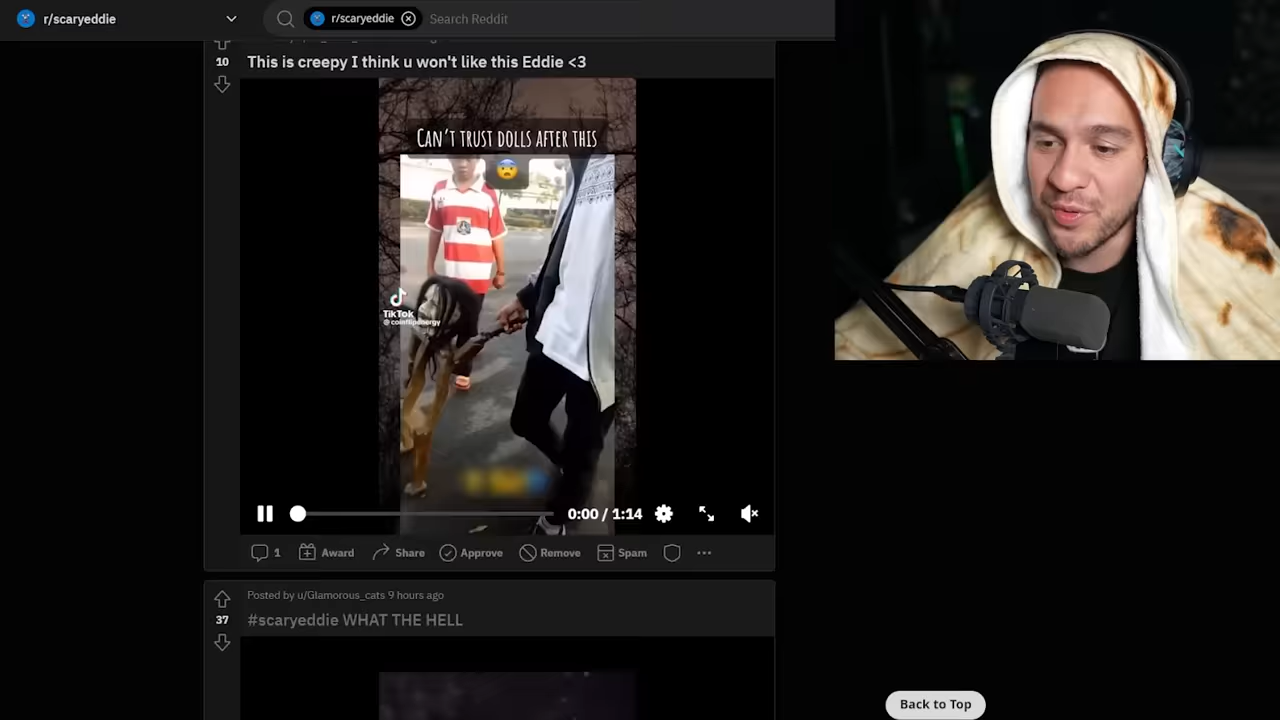 r/scaryeddie
r/scaryeddie
Search Reddit
10
This is creepy I think u won't like this Eddie <3
CAN'T TRUST DOLLS AFTER THIS
TikTok
@ coinflipenergy
0:00 / 1:14
1
Award
Share
Approve
Remove
Spam
Posted by u/Glamorous_cats 9 hours ago
37
#scaryeddie WHAT THE HELL
Back to Top